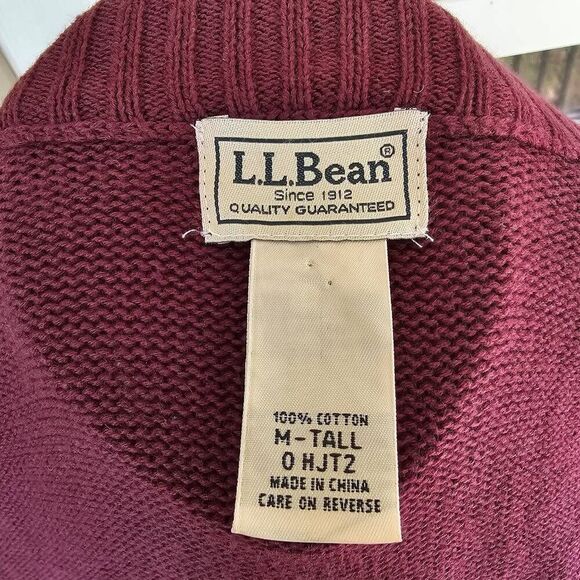 L.L.Bean®
Since 1912
QUALITY GUARANTEED
100% COTTON
M-TALL
0 HJT2
MADE IN CHINA
CARE ON REVERSE